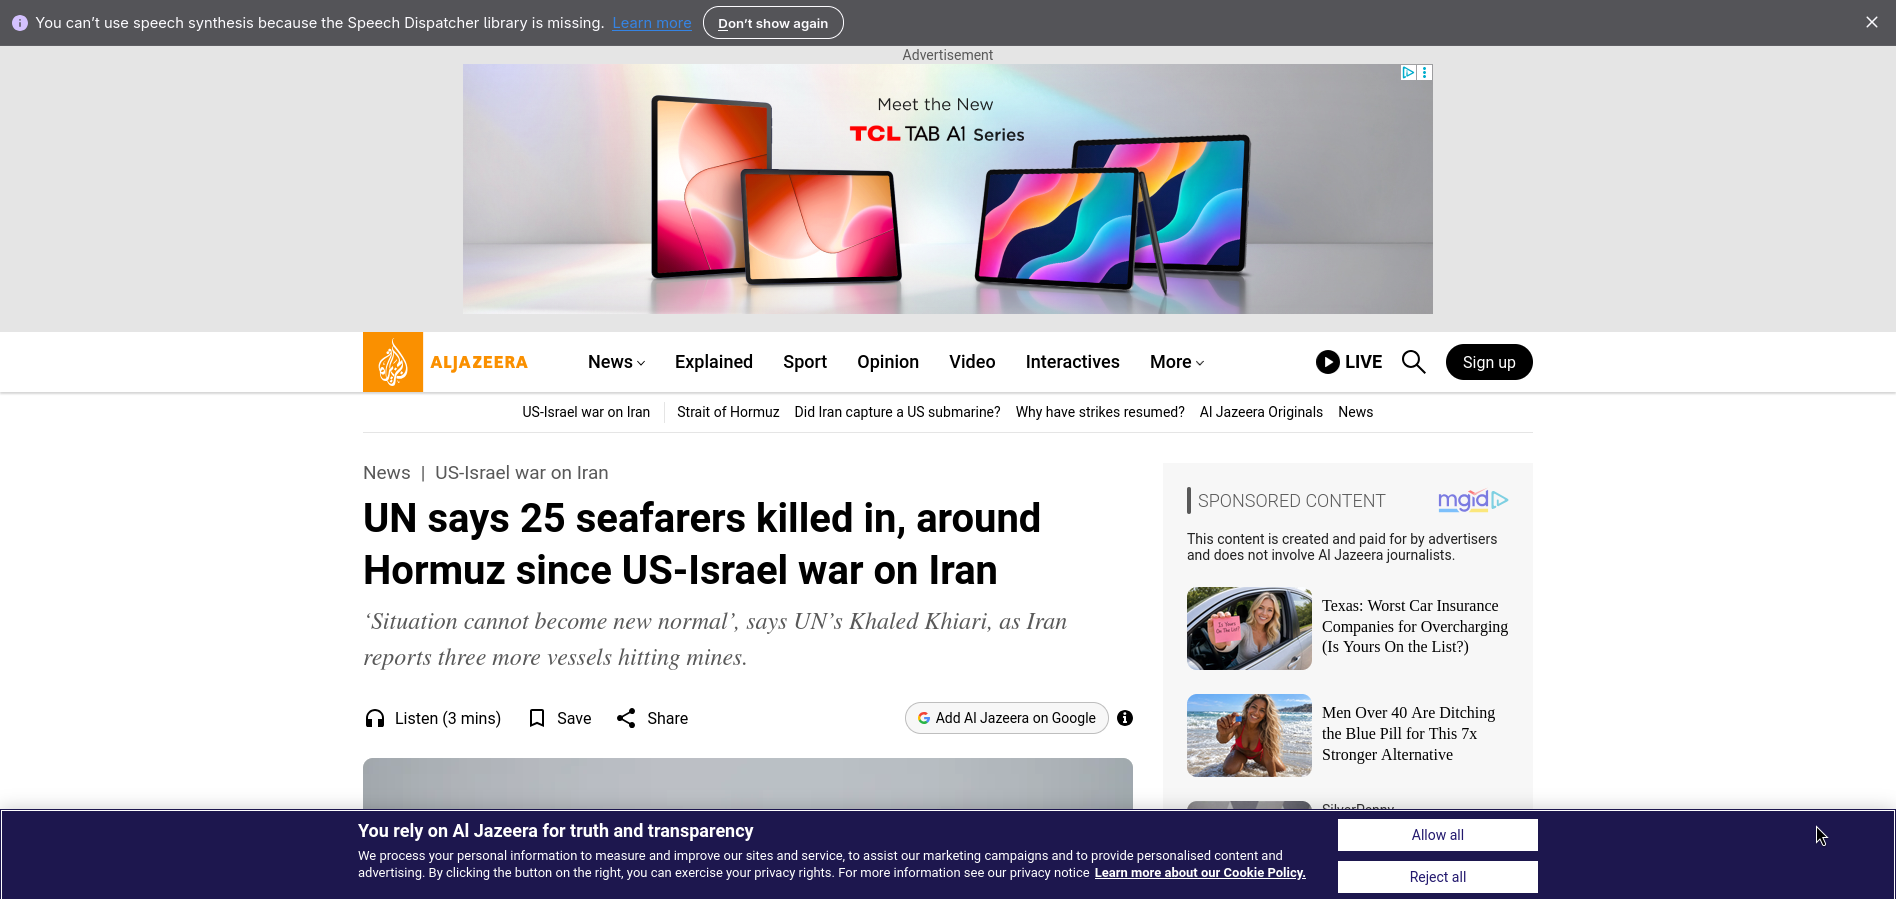 You can't use speech synthesis because the Speech Dispatcher library is missing. Learn more Don't show again
Advertisement
Meet the New
TCL TAB A1 Series
ALJAZEERA News Explained Sport Opinion Video Interactives More LIVE Sign up
US-Israel war on Iran Strait of Hormuz Did Iran capture a US submarine? Why have strikes resumed? Al Jazeera Originals News
News | US-Israel war on Iran
UN says 25 seafarers killed in, around
Hormuz since US-Israel war on Iran
‘Situation cannot become new normal’, says UN’s Khaled Khiari, as Iran
reports three more vessels hitting mines.
Listen (3 mins) Save Share Add Al Jazeera on Google
SPONSORED CONTENT mgid
This content is created and paid for by advertisers
and does not involve Al Jazeera journalists.
Is Yours
On The List?
Texas: Worst Car Insurance
Companies for Overcharging
(Is Yours On the List?)
Men Over 40 Are Ditching
the Blue Pill for This 7x
Stronger Alternative
SilverPenny
You rely on Al Jazeera for truth and transparency
We process your personal information to measure and improve our sites and service, to assist our marketing campaigns and to provide personalised content and
advertising. By clicking the button on the right, you can exercise your privacy rights. For more information see our privacy notice Learn more about our Cookie Policy.
Allow all
Reject all